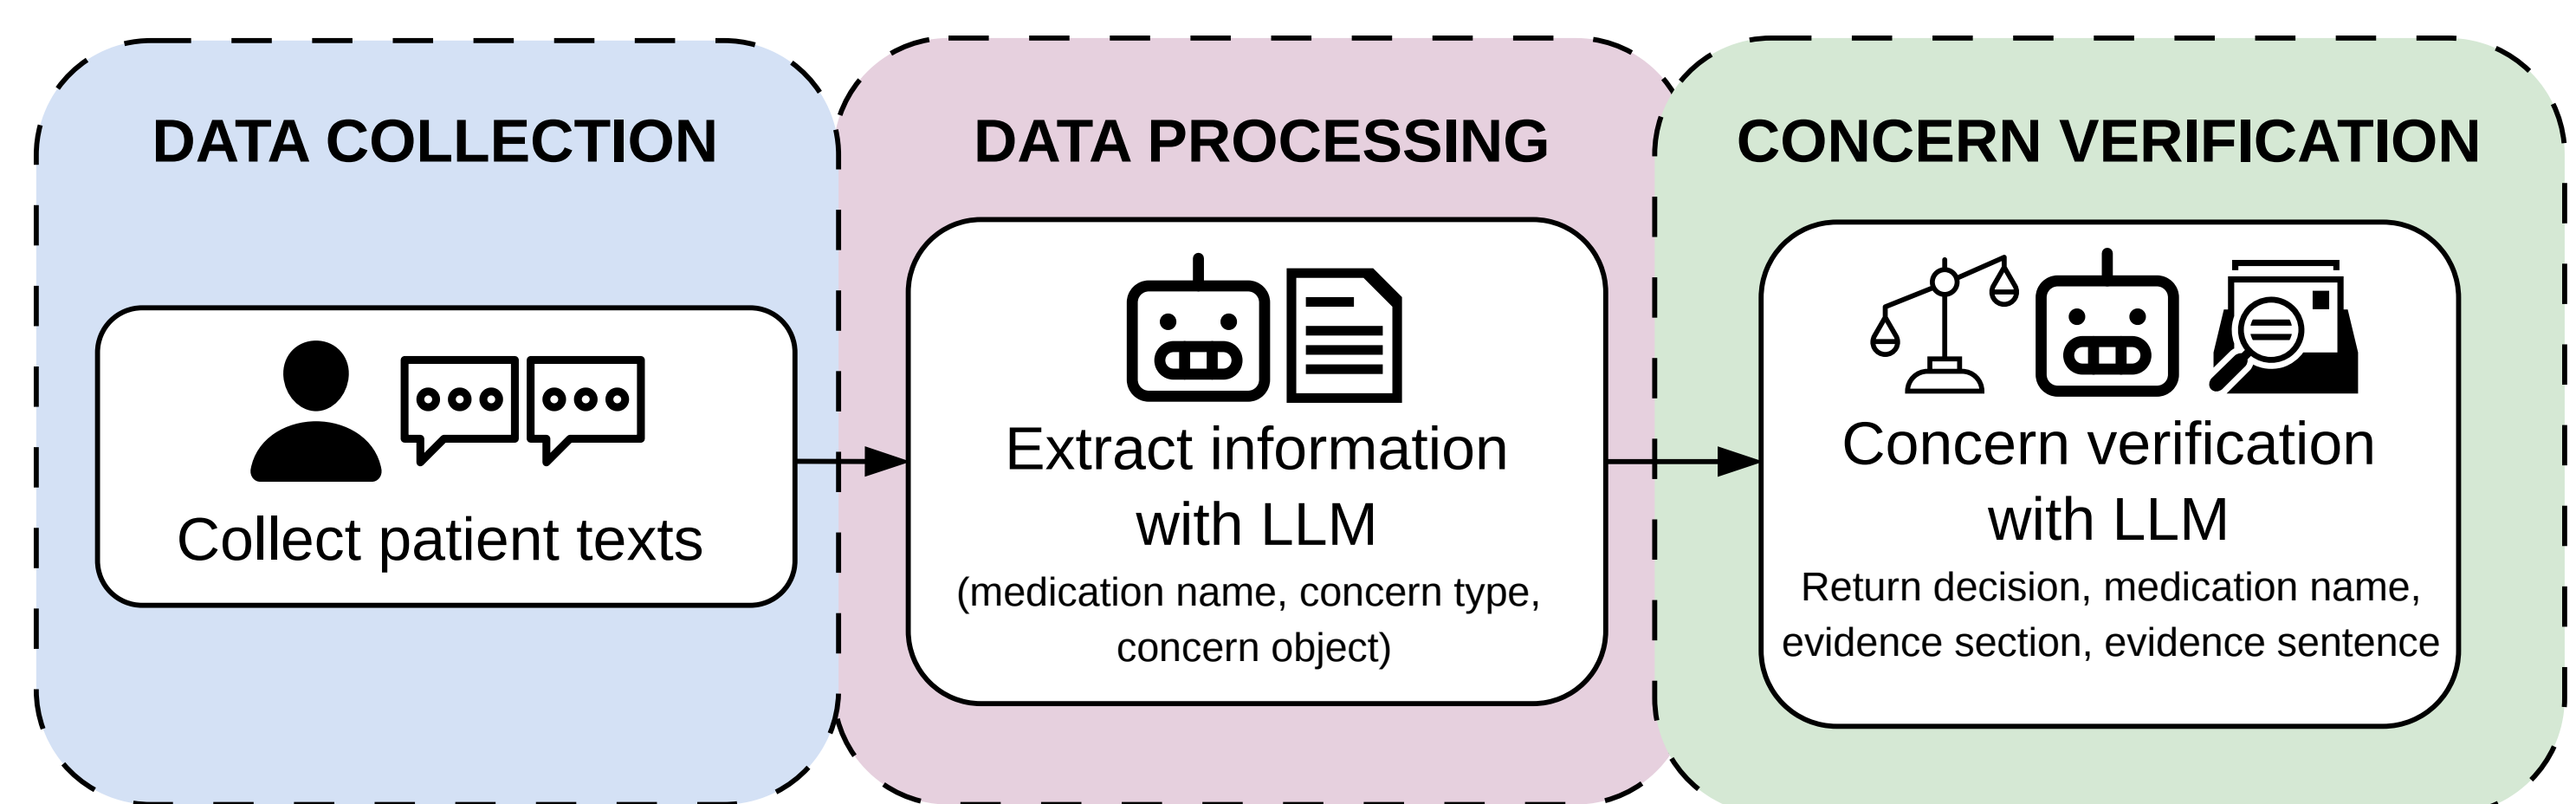 DATA COLLECTION
Collect patient texts
DATA PROCESSING
Extract information
with LLM
(medication name, concern type,
concern object)
CONCERN VERIFICATION
Concern verification
with LLM
Return decision, medication name,
evidence section, evidence sentence